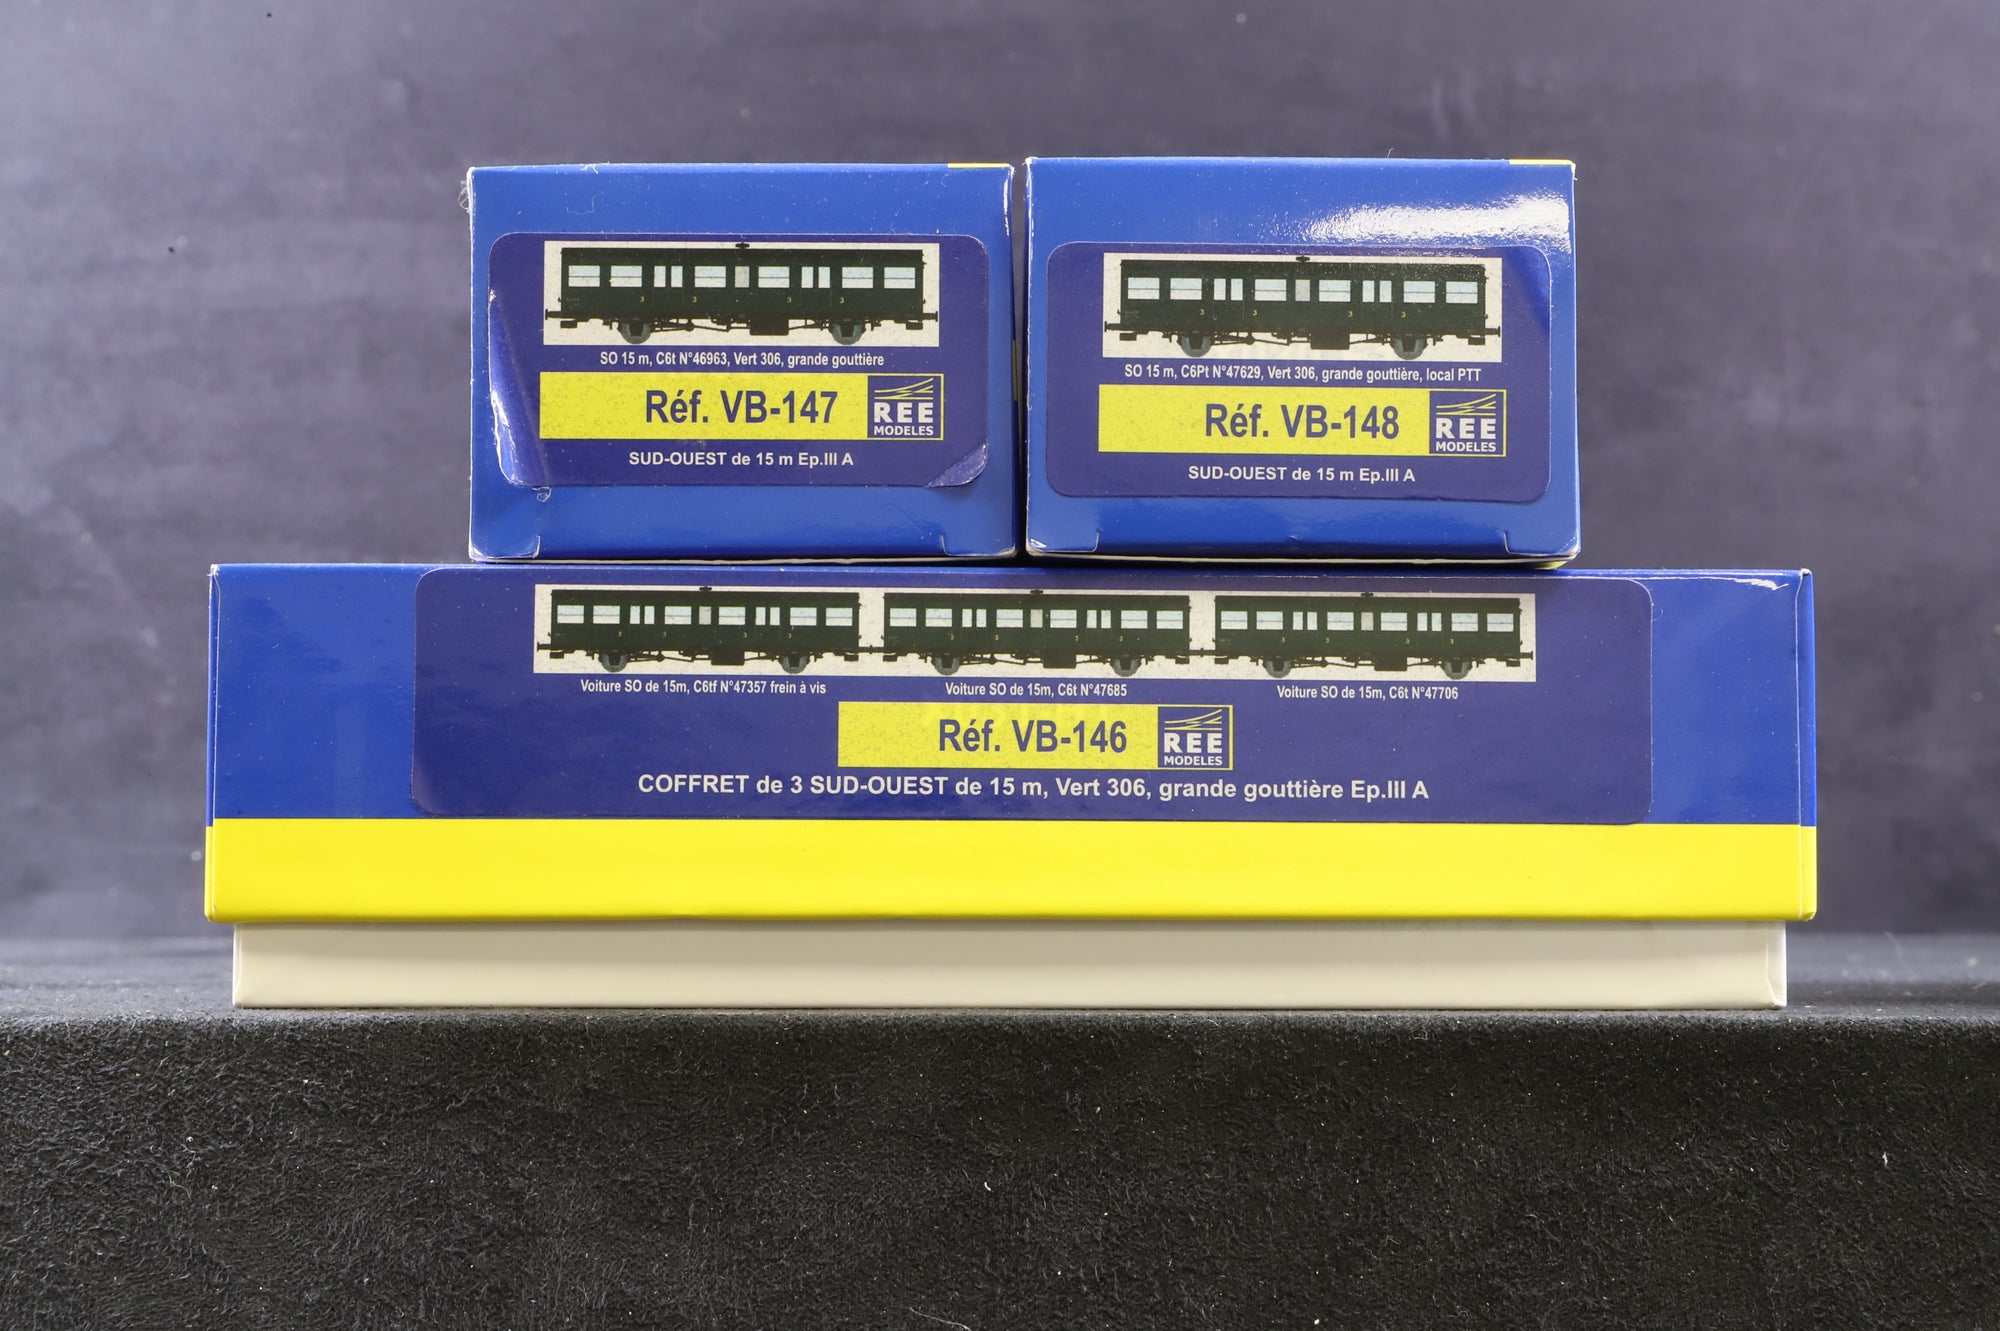 SO 15 m, C6t N°46963, Vert 306, grande gouttière
Réf. VB-147
REE
MODELES
SUD-OUEST de 15 m Ep.III A
SO 15 m, C6Pt N°47629, Vert 306, grande gouttière, local PTT
Réf. VB-148
REE
MODELES
SUD-OUEST de 15 m Ep.III A
Voiture SO de 15m, C6tf N°47357 frein à vis
Voiture SO de 15m, C6t N°47685
Voiture SO de 15m, C6t N°47706
Réf. VB-146
REE
MODELES
COFFRET de 3 SUD-OUEST de 15 m, Vert 306, grande gouttière Ep.III A